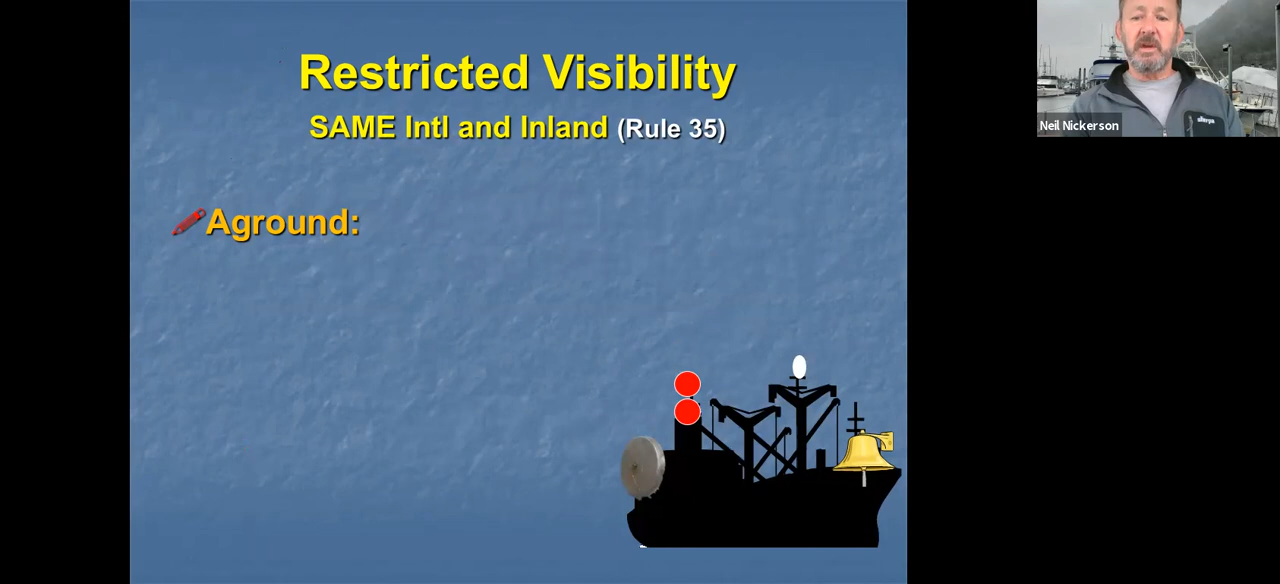 Restricted Visibility
SAME Intl and Inland (Rule 35)
Aground:
Neil Nickerson